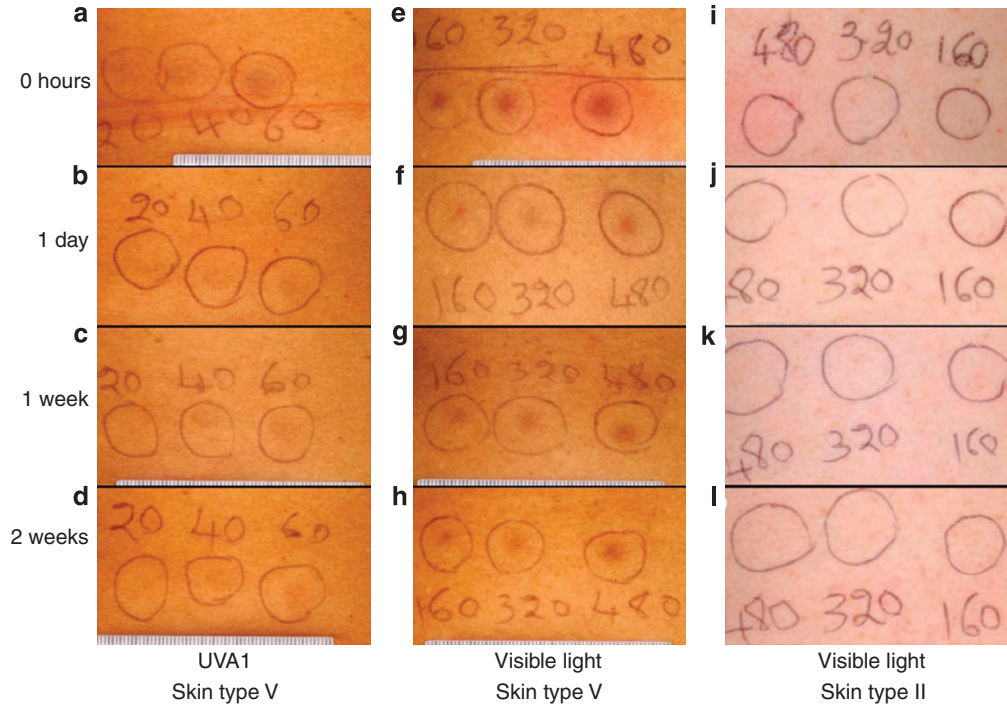 a
e
i
0 hours
20 40 60
160 320 480
480 320 160
b
f
j
1 day
20 40 60
160 320 480
480 320 160
c
g
k
1 week
20 40 60
160 320 480
480 320 160
d
h
l
2 weeks
20 40 60
160 320 480
480 320 160
UVA1
Skin type V
Visible light
Skin type V
Visible light
Skin type II